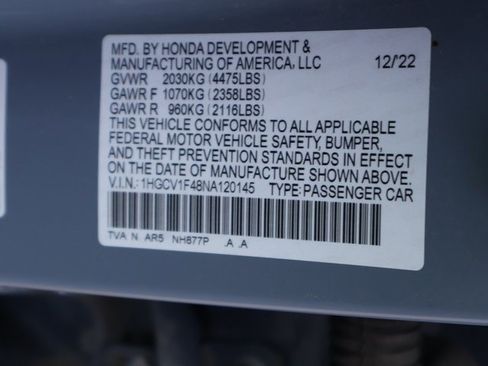 MFD. BY HONDA DEVELOPMENT &
MANUFACTURING OF AMERICA, LLC 12/22
GVWR 2030KG (4475LBS)
GAWR F 1070KG (2358LBS)
GAWR R 960KG (2116LBS)
THIS VEHICLE CONFORMS TO ALL APPLICABLE
FEDERAL MOTOR VEHICLE SAFETY, BUMPER,
AND THEFT PREVENTION STANDARDS IN EFFECT
ON THE DATE OF MANUFACTURE SHOWN ABOVE.
V.I.N.: 1HGCV1F48NA120145 TYPE: PASSENGER CAR
TVA N AR5 NH877P .A .A